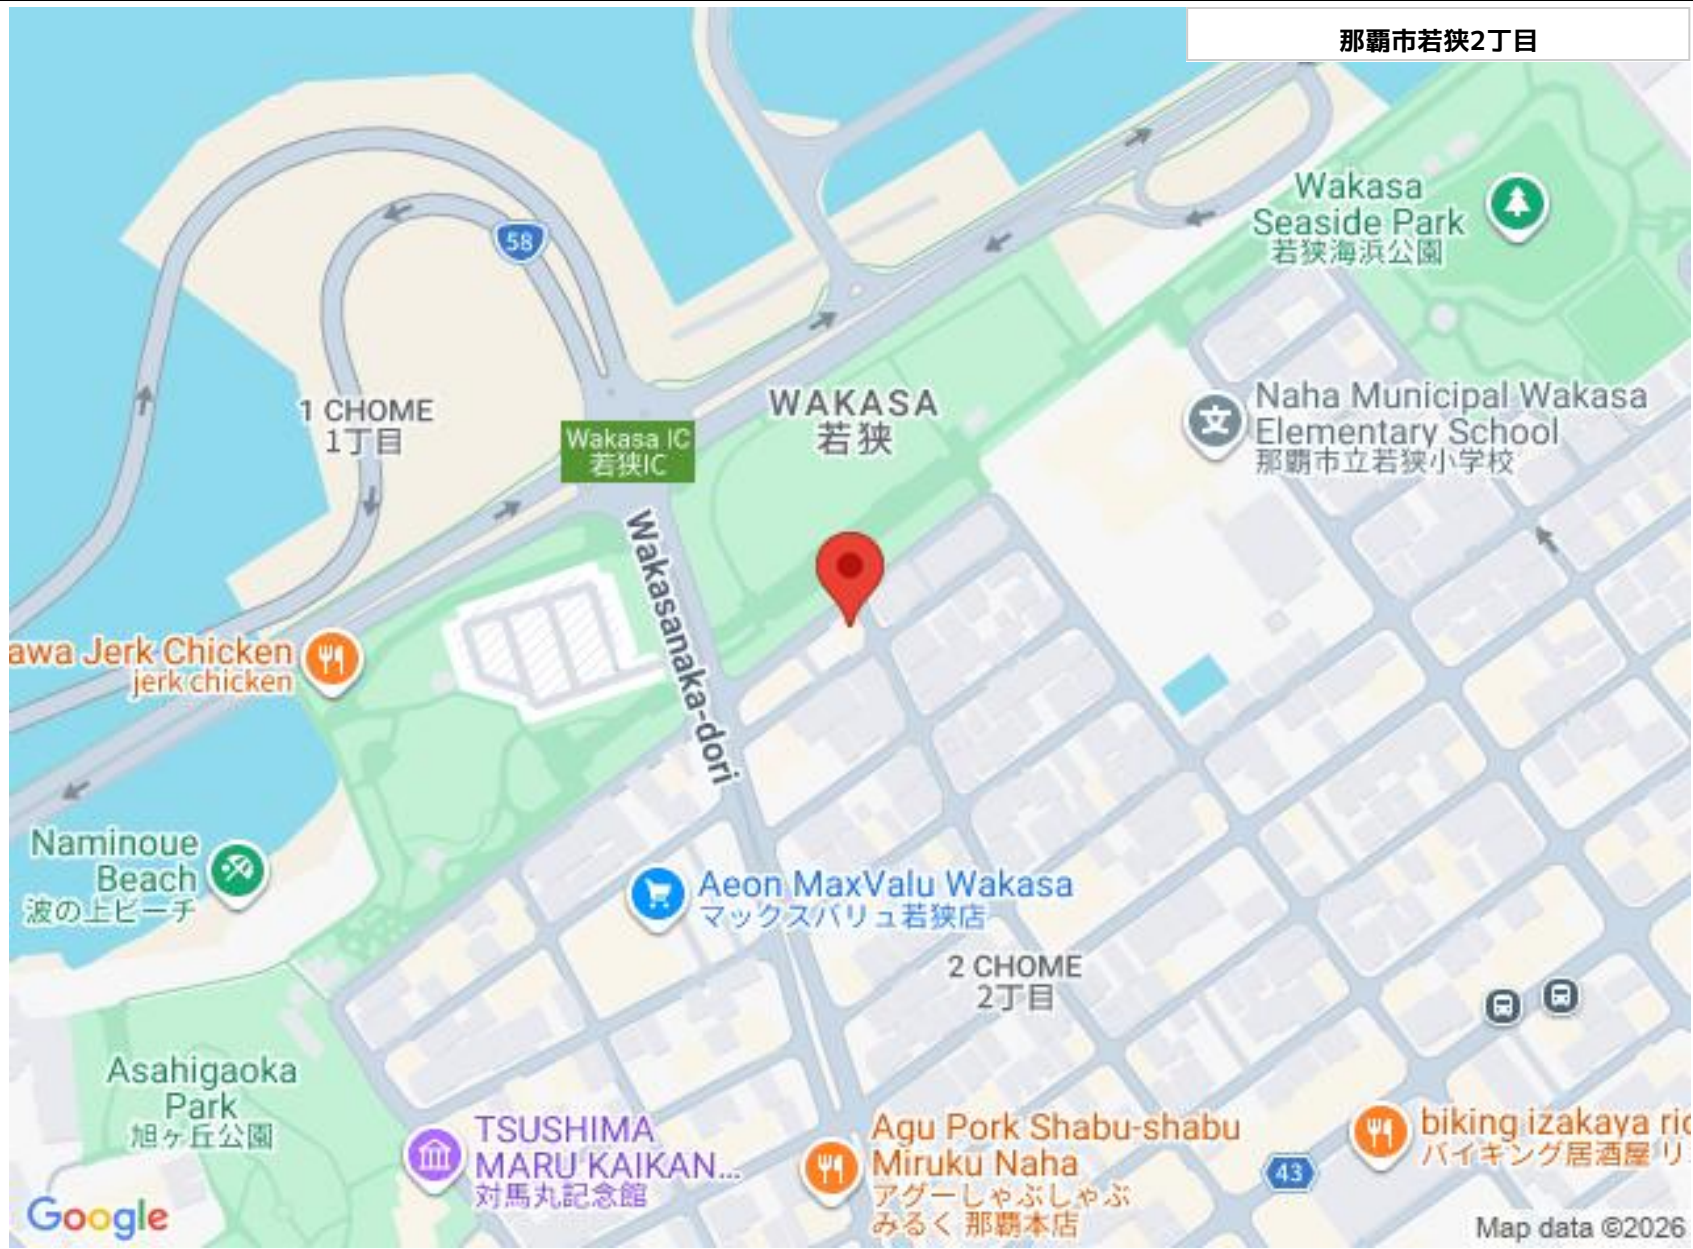 那覇市若狭2丁目
Wakasa
Seaside Park
若狭海浜公園
58
1 CHOME
1丁目
WAKASA
若狭
Naha Municipal Wakasa
Elementary School
那覇市立若狭小学校
文
Wakasa IC
若狭IC
Wakasanaka-dori
awa Jerk Chicken
jerk chicken
Naminoue
Beach
波の上ビーチ
Aeon MaxValu Wakasa
マックスバリュ若狭店
2 CHOME
2丁目
Asahigaoka
Park
旭ヶ丘公園
TSUSHIMA
MARU KAIKAN...
対馬丸記念館
Agu Pork Shabu-shabu
Miruku Naha
アグーしゃぶしゃぶ
みるく 那覇本店
43
biking izakaya ric
バイキング居酒屋 リ
Google
Map data ©2026